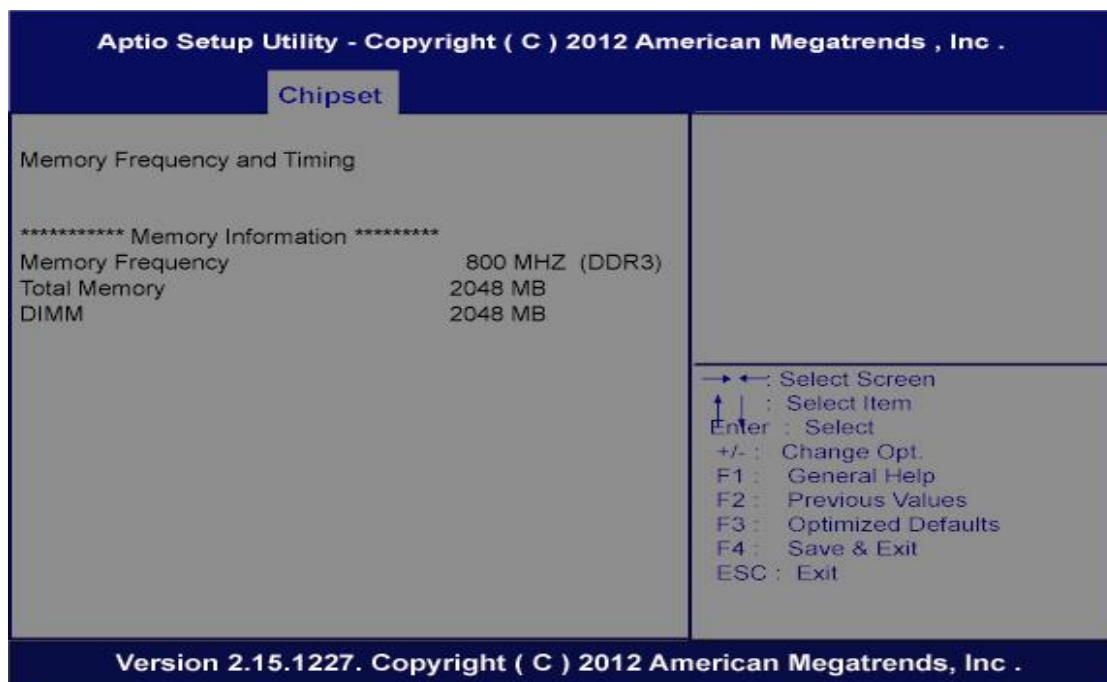 Aptio Setup Utility - Copyright ( C ) 2012 American Megatrends , Inc .
Chipset
Memory Frequency and Timing
*********** Memory Information *********
Memory Frequency 800 MHZ (DDR3)
Total Memory 2048 MB
DIMM 2048 MB
→ ←: Select Screen
↑ ↓ : Select Item
Enter : Select
+/- : Change Opt.
F1 : General Help
F2 : Previous Values
F3 : Optimized Defaults
F4 : Save & Exit
ESC : Exit
Version 2.15.1227. Copyright ( C ) 2012 American Megatrends, Inc .